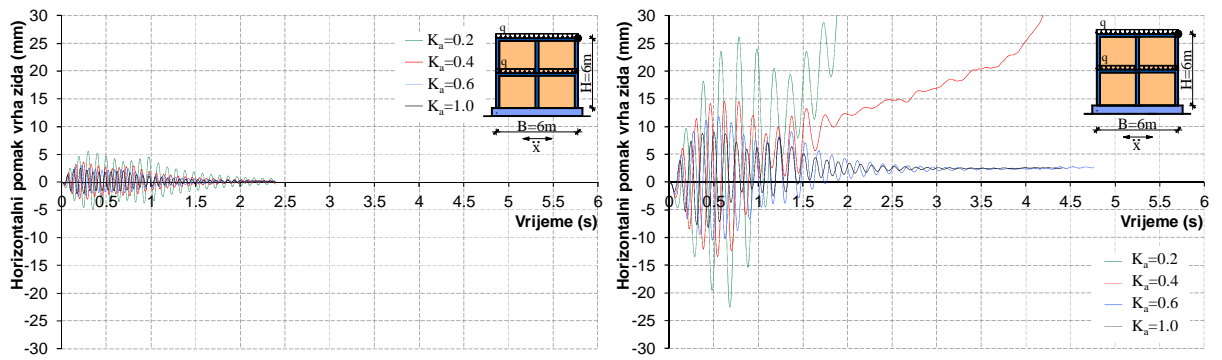 Horizontalni pomak vrha zida (mm)
30
25
20
15
10
5
0
-5
-10
-15
-20
-25
-30
0 0.5 1 1.5 2 2.5 3 3.5 4 4.5 5 5.5 6
Vrijeme (s)
Ka=0.2
Ka=0.4
Ka=0.6
Ka=1.0
q
q
H=6m
B=6m
x
Horizontalni pomak vrha zida (mm)
30
25
20
15
10
5
0
-5
-10
-15
-20
-25
-30
0 0.5 1 1.5 2 2.5 3 3.5 4 4.5 5 5.5 6
Vrijeme (s)
q
q
H=6m
B=6m
x
Ka=0.2
Ka=0.4
Ka=0.6
Ka=1.0